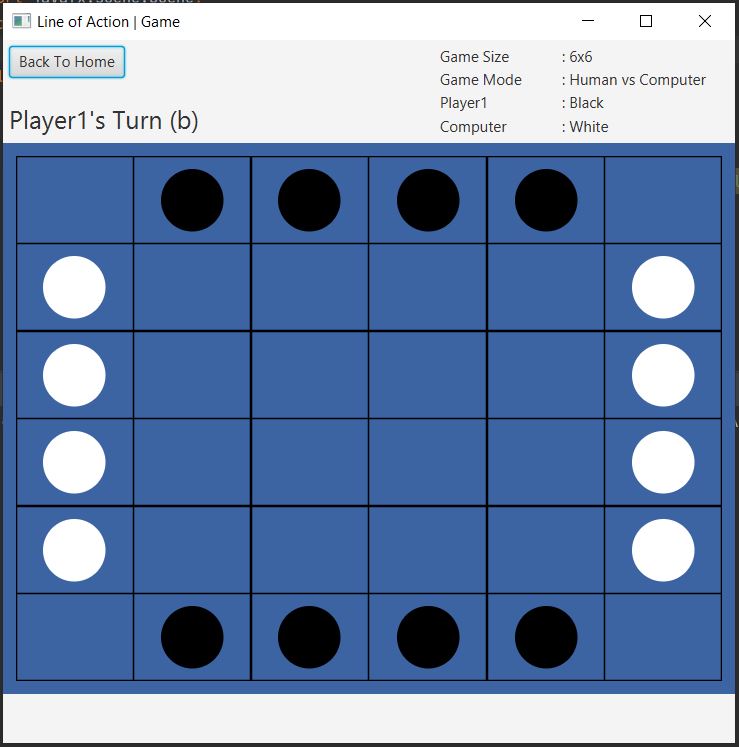 Line of Action | Game
Back To Home
Game Size : 6x6
Game Mode : Human vs Computer
Player1 : Black
Computer : White
Player1's Turn (b)